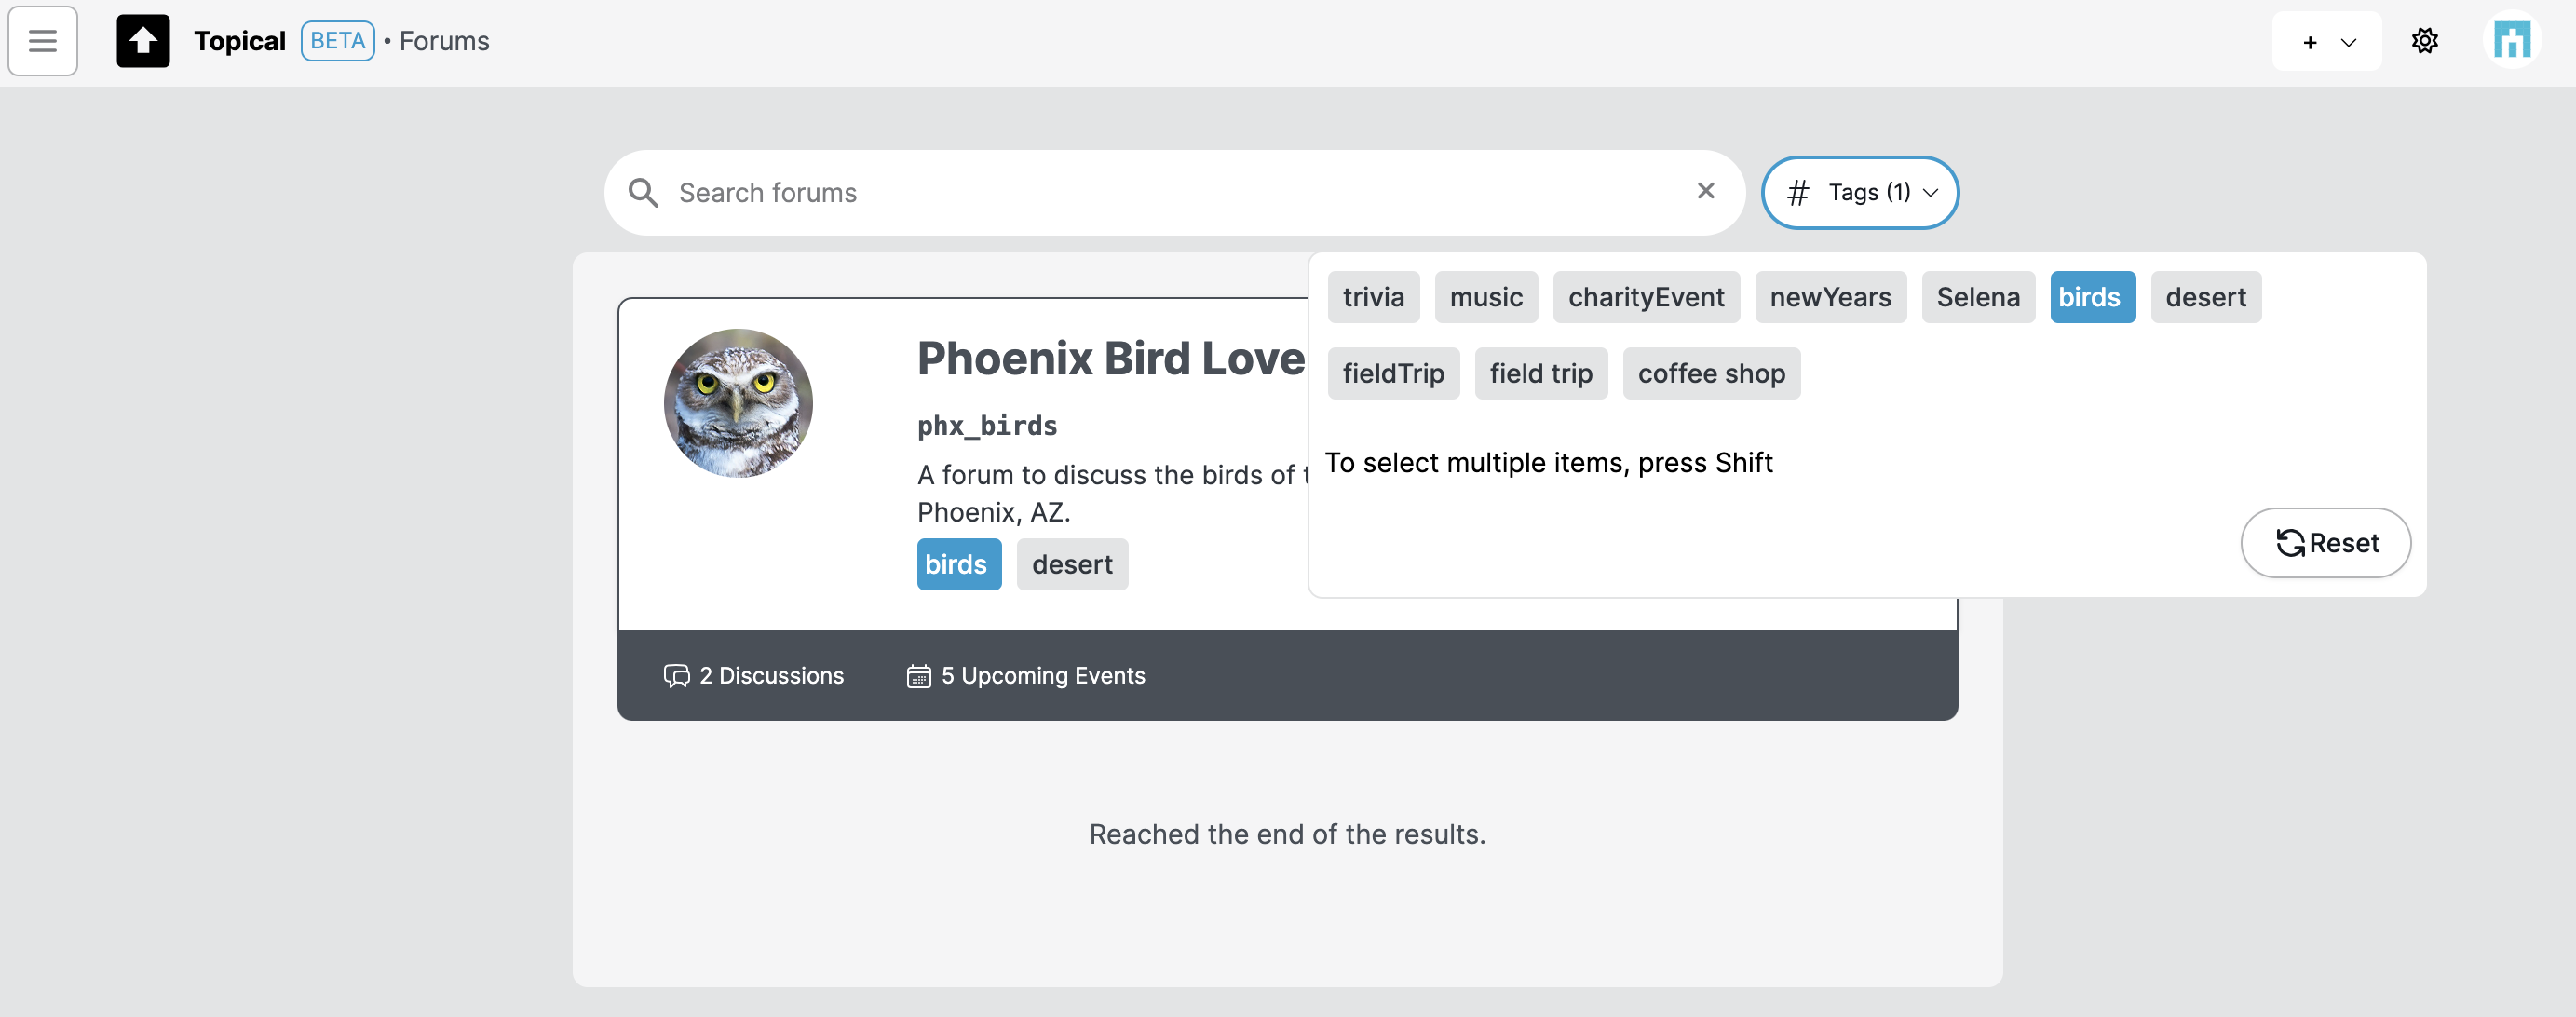 Topical BETA • Forums
+
Search forums
# Tags (1)
trivia music charityEvent newYears Selena birds desert
fieldTrip field trip coffee shop
To select multiple items, press Shift
Reset
Phoenix Bird Love
phx_birds
A forum to discuss the birds of
Phoenix, AZ.
birds desert
2 Discussions 5 Upcoming Events
Reached the end of the results.